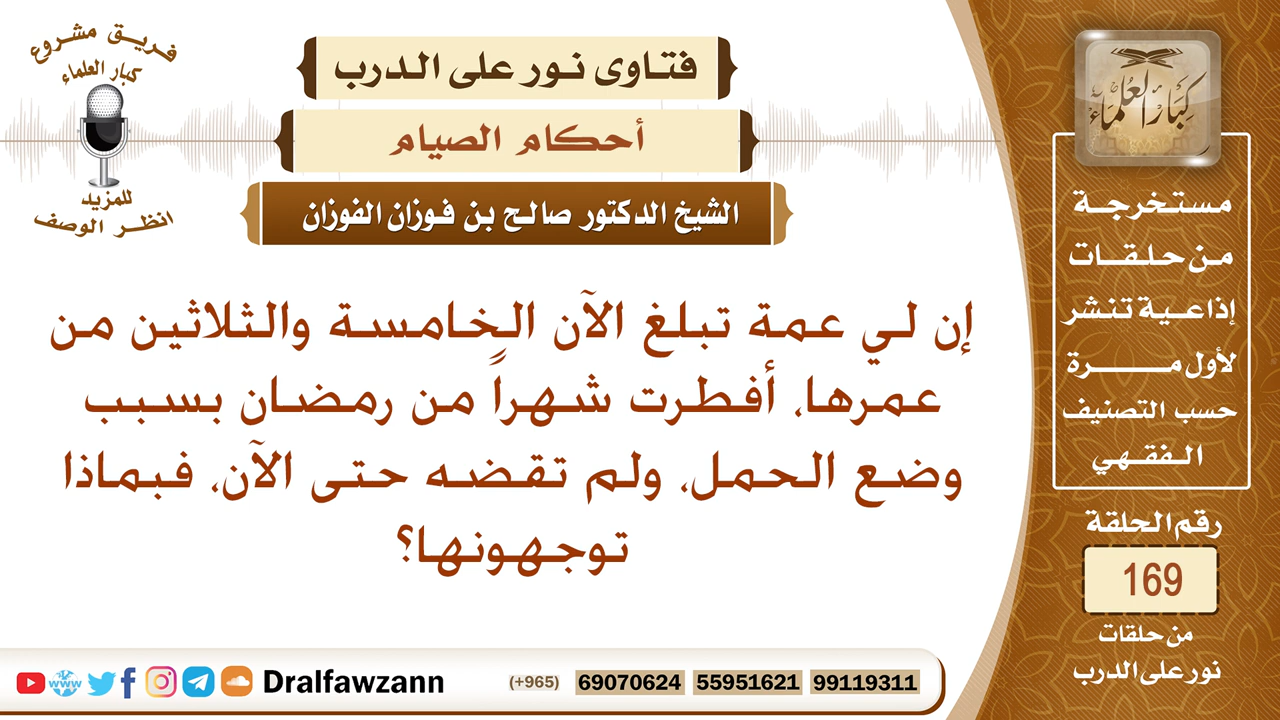 فريق مشروع
كبار العلماء
للمزيد
انظر الوصف
فتاوى نور على الدرب
أحكام الصيام
الشيخ الدكتور صالح بن فوزان الفوزان
إن لي عمة تبلغ الآن الخامسة والثلاثين من
عمرها، أفطرت شهراً من رمضان بسبب
وضع الحمل، ولم تقضه حتى الآن، فبماذا
توجهونها؟
كبار العلماء
مستخرجة
من حلقات
إذاعية تنشر
لأول مرة
حسب التصنيف
الفقهي
رقم الحلقة
169
من حلقات
نور على الدرب
www
Dralfawzann (+965) 69070624 55951621 99119311